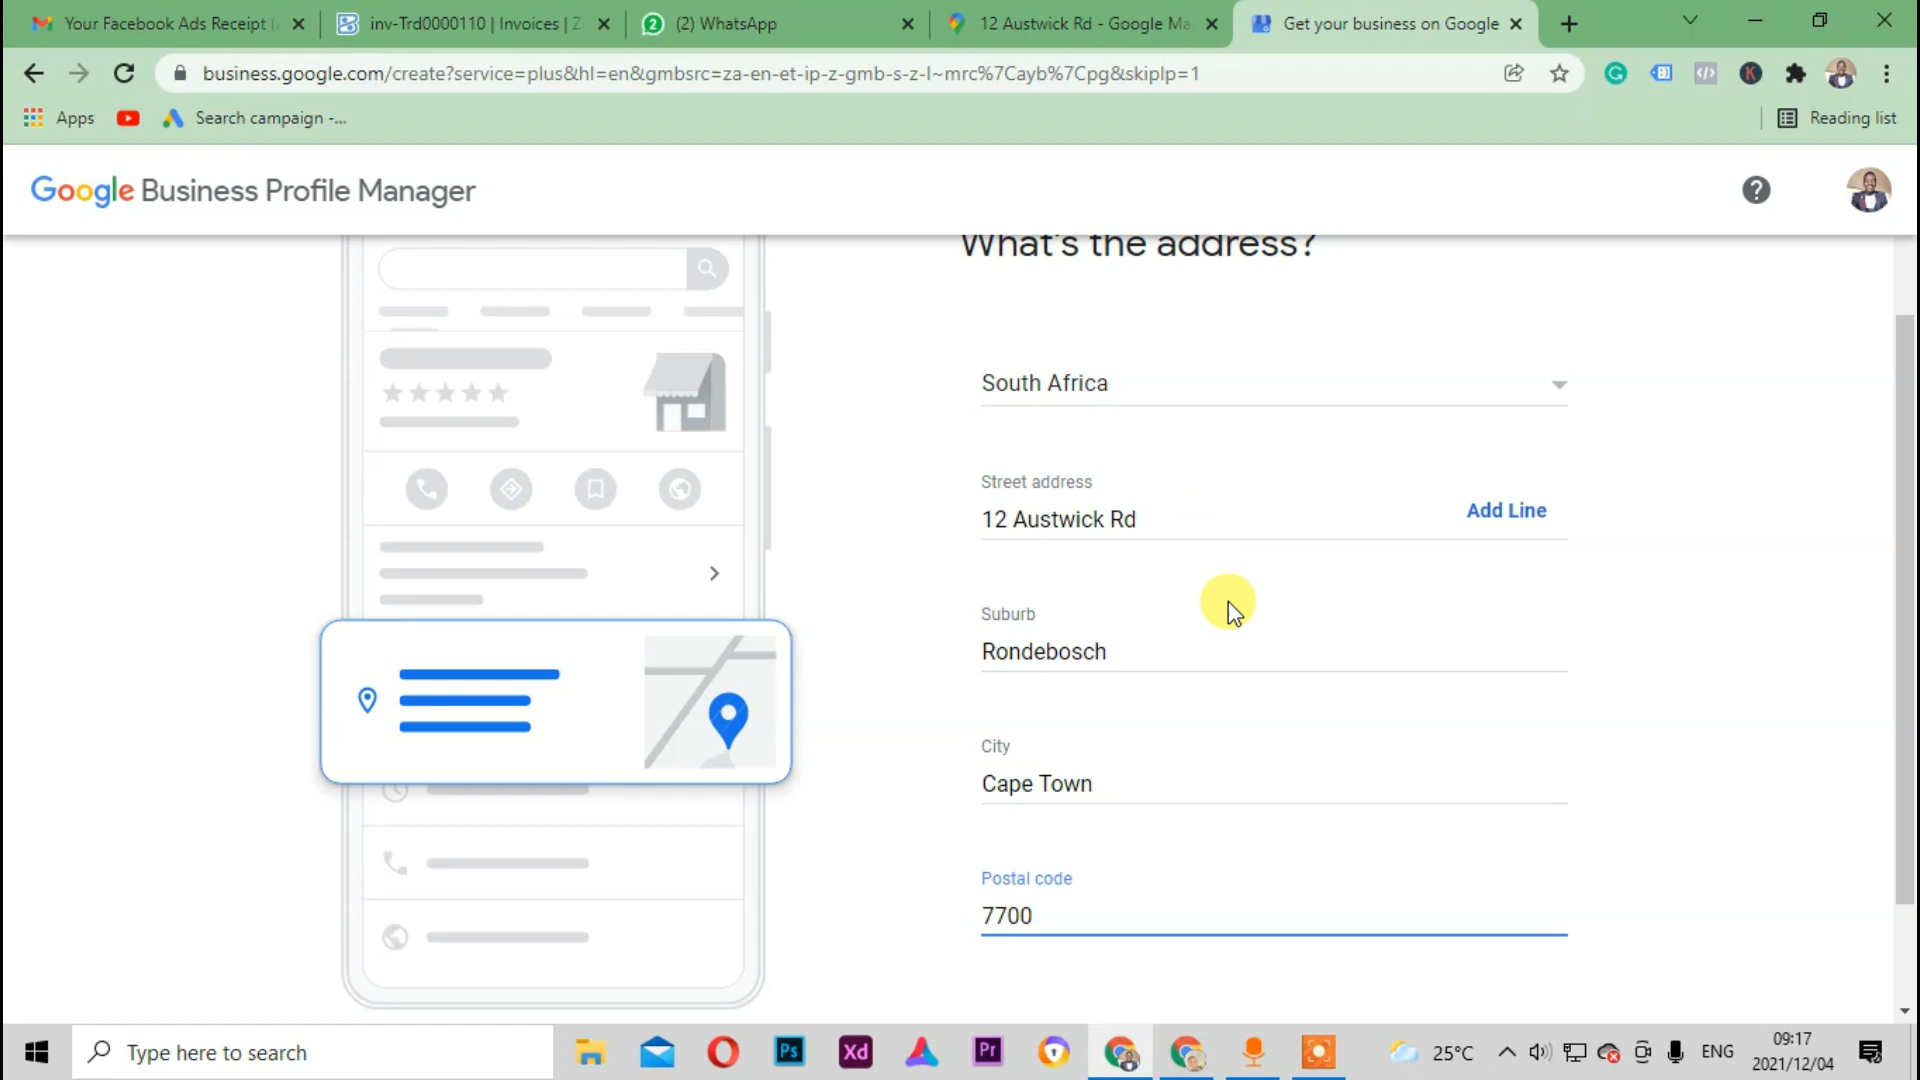 Your Facebook Ads Receipt (
inv-Trd0000110 | Invoices | Z
2 (2) WhatsApp
12 Austwick Rd - Google Ma
Get your business on Google
business.google.com/create?service=plus&hl=en&gmbsrc=za-en-et-ip-z-gmb-s-z-l~mrc%7Cayb%7Cpg&skiplp=1
K
Apps
Search campaign -...
Reading list
Google Business Profile Manager
What's the address?
South Africa
Street address
12 Austwick Rd
Add Line
Suburb
Rondebosch
City
Cape Town
Postal code
7700
Type here to search
Ps
Xd
Pr
25°C
ENG
09:17
2021/12/04